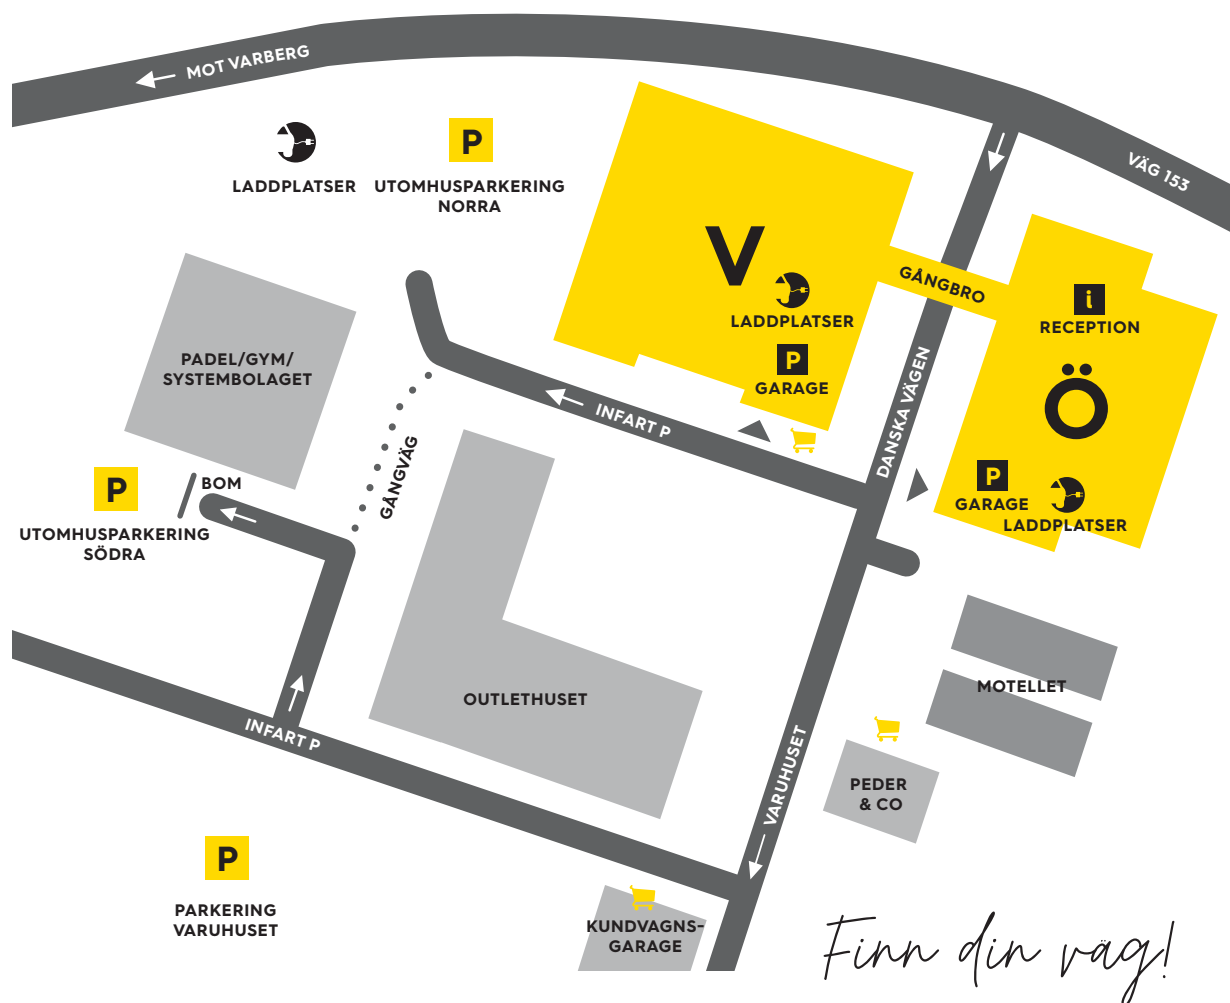 MOT VARBERG
VÄG 153
LADDPLATSER
P
UTOMHUSPARKERING
NORRA
V
LADDPLATSER
P
GARAGE
GÅNGBRO
i
RECEPTION
Ö
P
GARAGE
LADDPLATSER
DANSKA VÄGEN
PADEL/GYM/
SYSTEMBOLAGET
INFART P
GÅNGVÄG
BOM
P
UTOMHUSPARKERING
SÖDRA
OUTLETHUSET
MOTELLET
INFART P
VARUHUSET
PEDER
& CO
P
PARKERING
VARUHUSET
KUNDVAGNS-
GARAGE
Finn din väg!